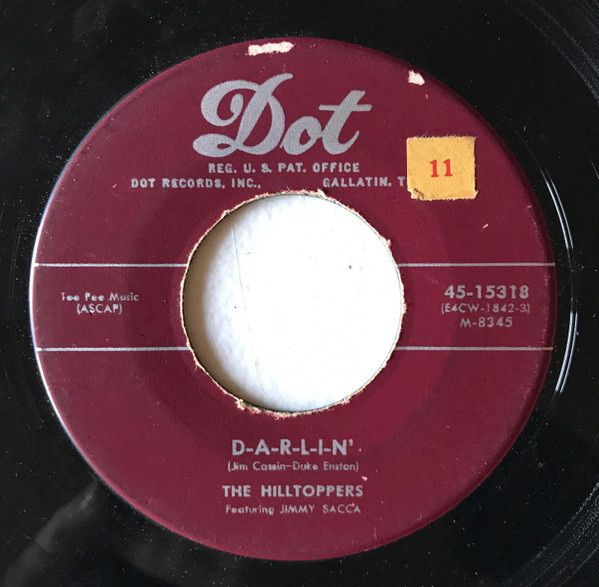 Dot
REG. U. S. PAT. OFFICE
DOT RECORDS, INC., GALLATIN, T
11
Tee Pee Music
(ASCAP)
45-15318
(E4CW-1842-3)
M-8345
D-A-R-L-I-N'
(Jim Cassin-Duke Enston)
THE HILLTOPPERS
Featuring JIMMY SACCA